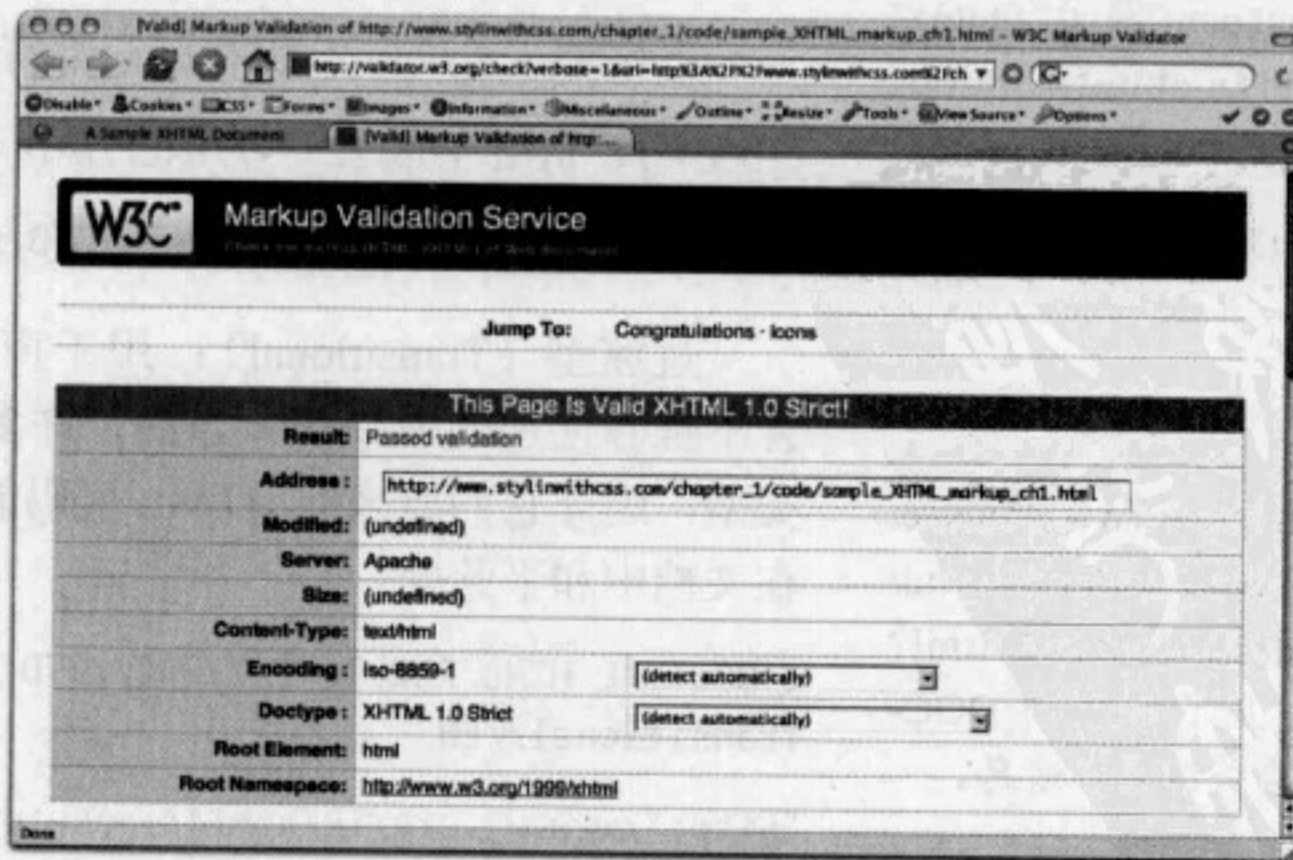 [Valid] Markup Validation of http://www.stylinwithcss.com/chapter_1/code/sample_XHTML_markup_ch1.html - W3C Markup Validator
http://validator.w3.org/check?verbose=1&uri=http%3A%2F%2Fwww.stylinwithcss.com%2Fch
Disable Cookies CSS Forms Images Information Miscellaneous Outline Resize Tools View Source Options
A Sample XHTML Document [Valid] Markup Validation of http:...
W3C Markup Validation Service
Jump To: Congratulations · Icons
This Page Is Valid XHTML 1.0 Strict!
Result: Passed validation
Address : http://www.stylinwithcss.com/chapter_1/code/sample_XHTML_markup_ch1.html
Modified: (undefined)
Server: Apache
Size: (undefined)
Content-Type: text/html
Encoding : iso-8859-1 (detect automatically)
Doctype : XHTML 1.0 Strict (detect automatically)
Root Element: html
Root Namespace: http://www.w3.org/1999/xhtml
Done